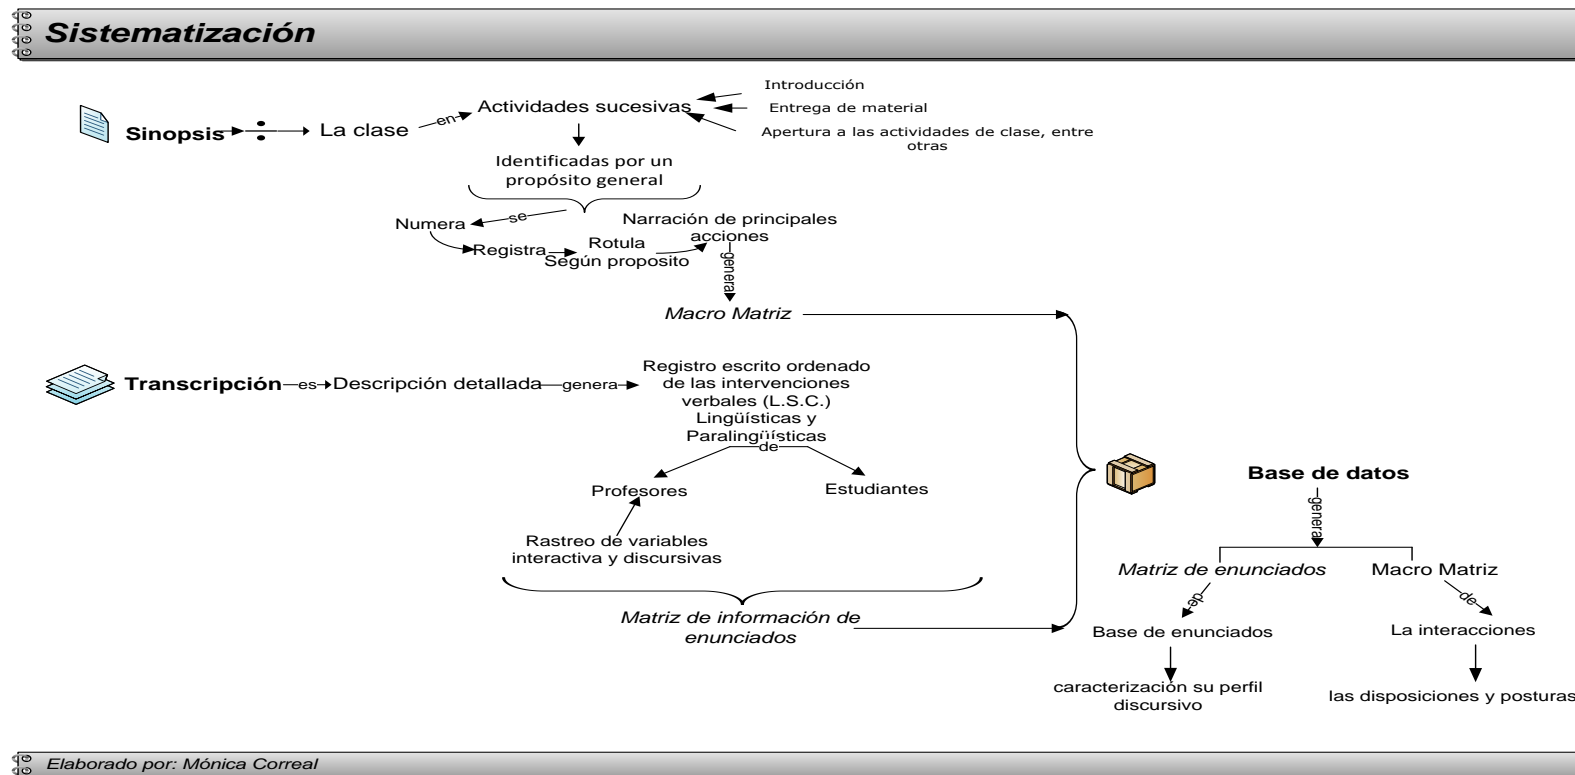 Sistematización
Introducción
Actividades sucesivas
Entrega de material
Sinopsis
La clase
en
Apertura a las actividades de clase, entre
otras
Identificadas por un
propósito general
se
Numera
Narración de principales
acciones
Registra
Rotula
Según proposito
genera
Macro Matriz
Registro escrito ordenado
de las intervenciones
verbales (L.S.C.)
Lingüísticas y
Paralingüísticas
Transcripción
es
Descripción detallada
genera
de
Profesores
Estudiantes
Rastreo de variables
interactiva y discursivas
Matriz de información de
enunciados
Base de datos
general
Matriz de enunciados
Macro Matriz
de
de
Base de enunciados
La interacciones
caracterización su perfil
discursivo
las disposiciones y posturas
Elaborado por: Mónica Correal